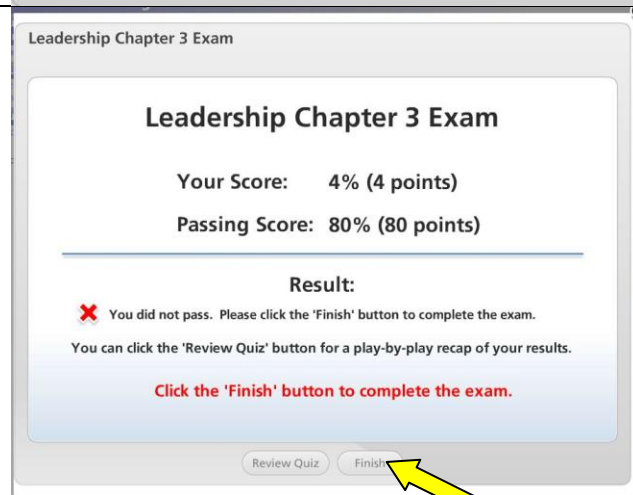 Leadership Chapter 3 Exam
Leadership Chapter 3 Exam
Your Score: 4% (4 points)
Passing Score: 80% (80 points)
Result:
You did not pass. Please click the 'Finish' button to complete the exam.
You can click the 'Review Quiz' button for a play-by-play recap of your results.
Click the 'Finish' button to complete the exam.
Review Quiz Finish